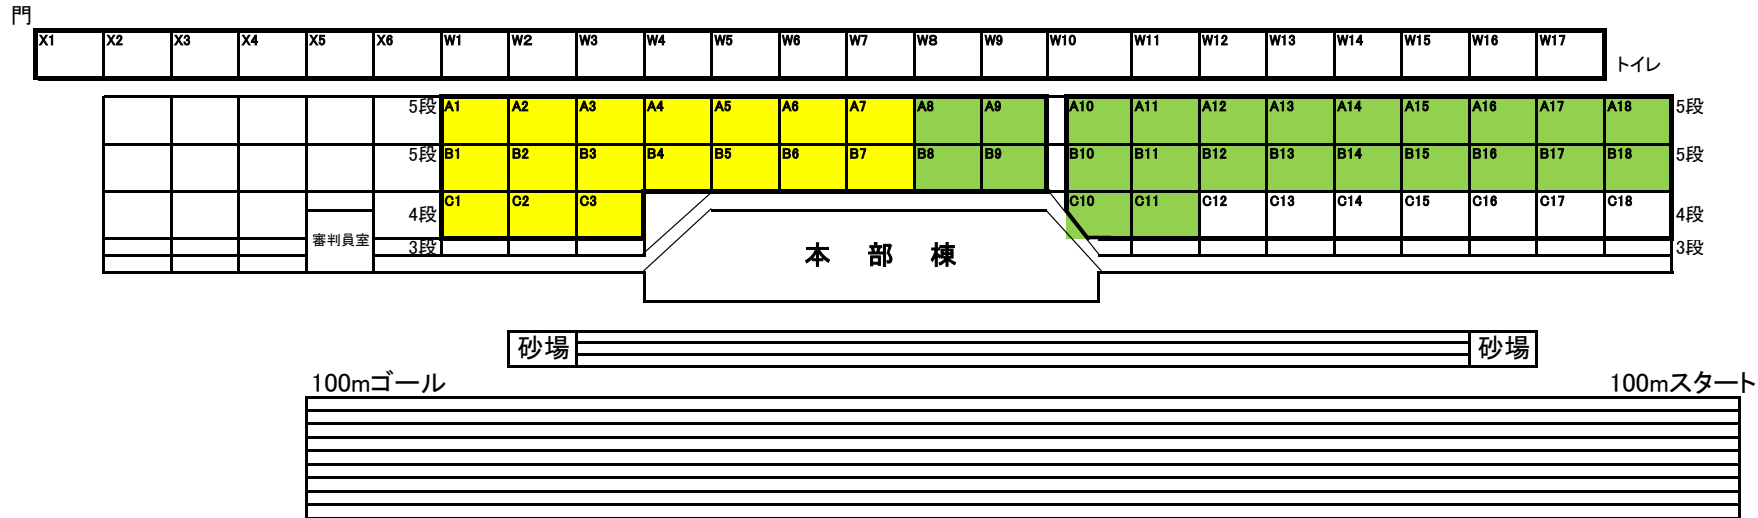 門
X1 X2 X3 X4 X5 X6 W1 W2 W3 W4 W5 W6 W7 W8 W9 W10 W11 W12 W13 W14 W15 W16 W17
トイレ
5段 A1 A2 A3 A4 A5 A6 A7 A8 A9 A10 A11 A12 A13 A14 A15 A16 A17 A18 5段
5段 B1 B2 B3 B4 B5 B6 B7 B8 B9 B10 B11 B12 B13 B14 B15 B16 B17 B18 5段
4段 C1 C2 C3 C10 C11 C12 C13 C14 C15 C16 C17 C18 4段
審判員室 3段 本部棟 3段
砂場 砂場
100mゴール 100mスタート